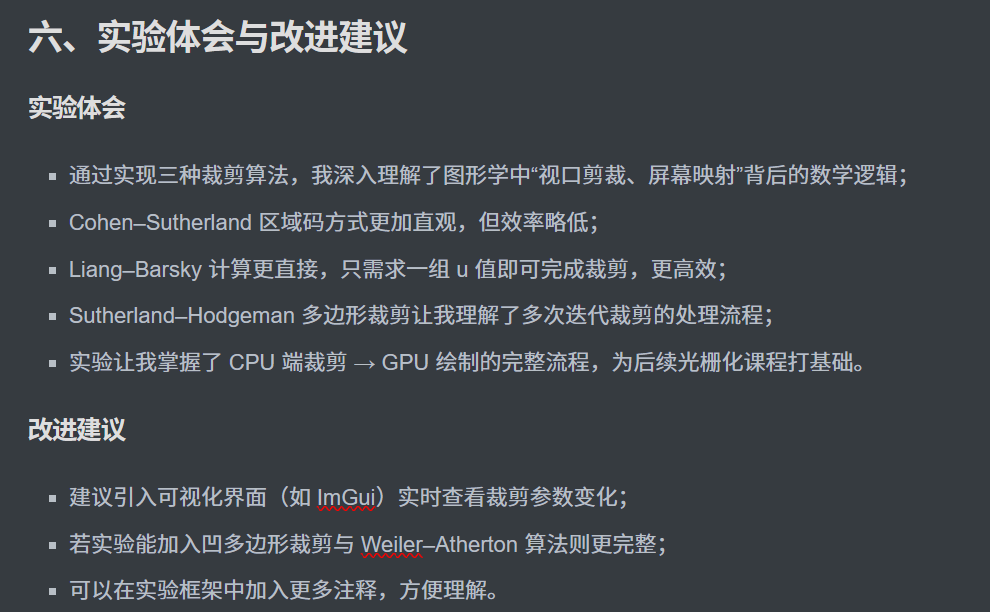 六、实验体会与改进建议
实验体会
通过实现三种裁剪算法，我深入理解了图形学中“视口剪裁、屏幕映射”背后的数学逻辑；
Cohen–Sutherland 区域码方式更加直观，但效率略低；
Liang–Barsky 计算更直接，只需求一组 u 值即可完成裁剪，更高效；
Sutherland–Hodgeman 多边形裁剪让我理解了多次迭代裁剪的处理流程；
实验让我掌握了 CPU 端裁剪 → GPU 绘制的完整流程，为后续光栅化课程打基础。
改进建议
建议引入可视化界面（如 ImGui）实时查看裁剪参数变化；
若实验能加入凹多边形裁剪与 Weiler–Atherton 算法则更完整；
可以在实验框架中加入更多注释，方便理解。